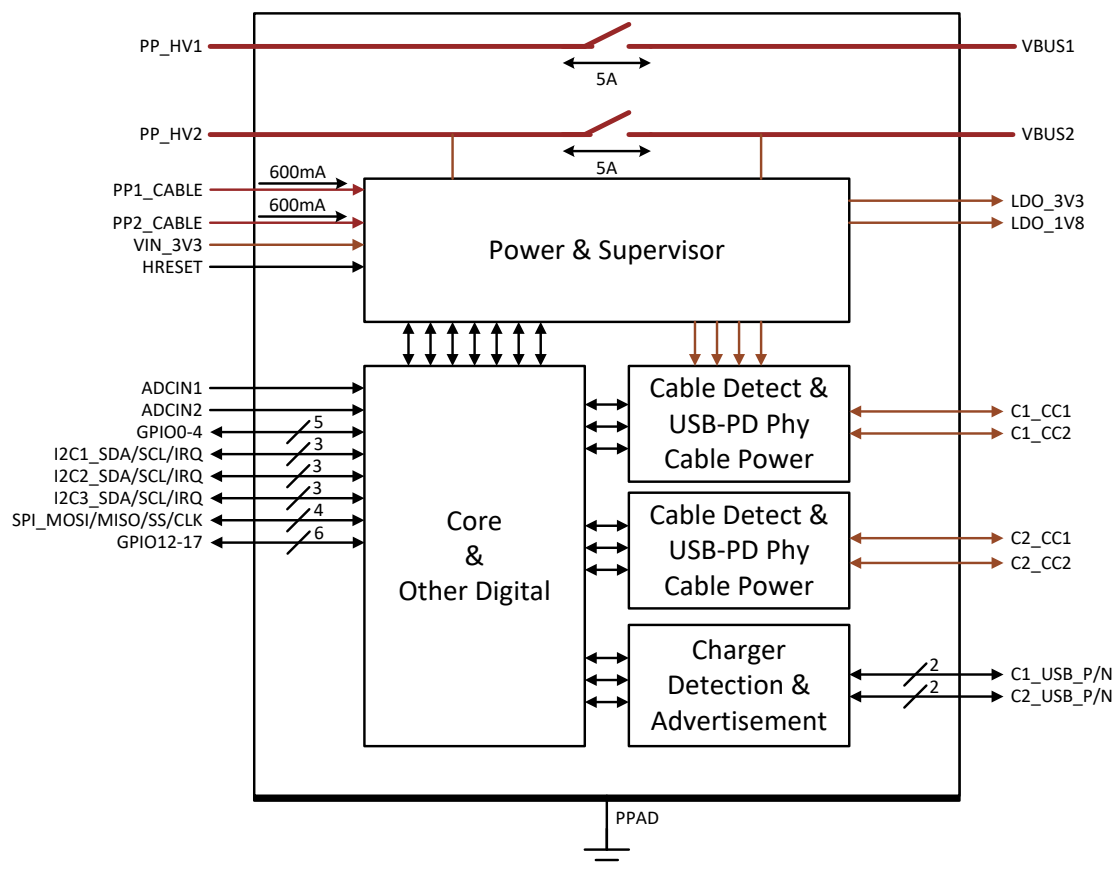 PP_HV1
VBUS1
5A
PP_HV2
VBUS2
5A
600mA
PP1_CABLE
600mA
PP2_CABLE
VIN_3V3
HRESET
Power & Supervisor
LDO_3V3
LDO_1V8
ADCIN1
ADCIN2
GPIO0-4
5
I2C1_SDA/SCL/IRQ
3
I2C2_SDA/SCL/IRQ
3
I2C3_SDA/SCL/IRQ
3
SPI_MOSI/MISO/SS/CLK
4
GPIO12-17
6
Core
&
Other Digital
Cable Detect &
USB-PD Phy
Cable Power
C1_CC1
C1_CC2
Cable Detect &
USB-PD Phy
Cable Power
C2_CC1
C2_CC2
Charger
Detection &
Advertisement
2
C1_USB_P/N
2
C2_USB_P/N
PPAD